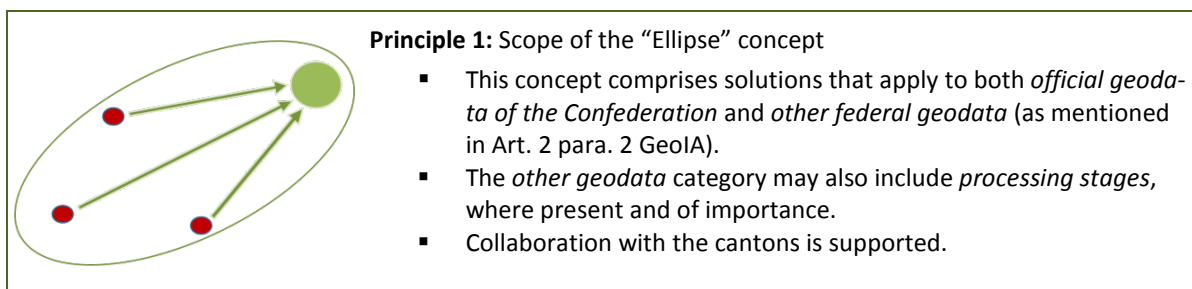 Principle 1: Scope of the “Ellipse” concept
▪ This concept comprises solutions that apply to both official geoda-
ta of the Confederation and other federal geodata (as mentioned
in Art. 2 para. 2 GeoIA).
▪ The other geodata category may also include processing stages,
where present and of importance.
▪ Collaboration with the cantons is supported.